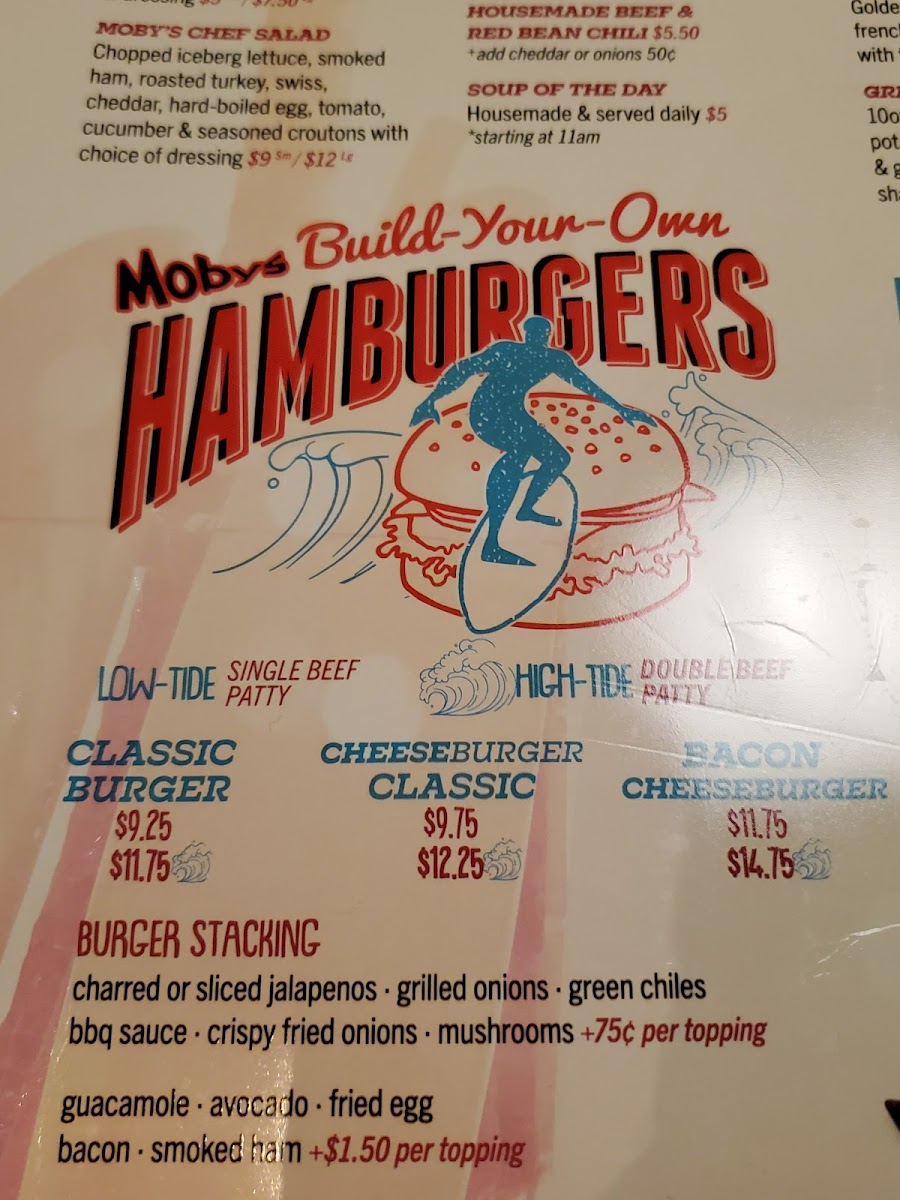 MOBY'S CHEF SALAD
Chopped iceberg lettuce, smoked
ham, roasted turkey, swiss,
cheddar, hard-boiled egg, tomato,
cucumber & seasoned croutons with
choice of dressing $9 Sm/$12 Lg
HOUSEMADE BEEF &
RED BEAN CHILI $5.50
+add cheddar or onions 50¢
SOUP OF THE DAY
Housemade & served daily $5
*starting at 11am
with
& g
Mobys Build-Your-Own
HAMBURGERS
LOW-TIDE SINGLE BEEF
PATTY
HIGH-TIDE DOUBLE BEEF
PATTY
CLASSIC
BURGER
$9.25
$11.75
CHEESEBURGER
CLASSIC
$9.75
$12.25
BACON
CHEESEBURGER
$11.75
$14.75
BURGER STACKING
charred or sliced jalapenos · grilled onions · green chiles
bbq sauce · crispy fried onions · mushrooms +75¢ per topping
guacamole · avocado · fried egg
bacon · smoked ham +$1.50 per topping